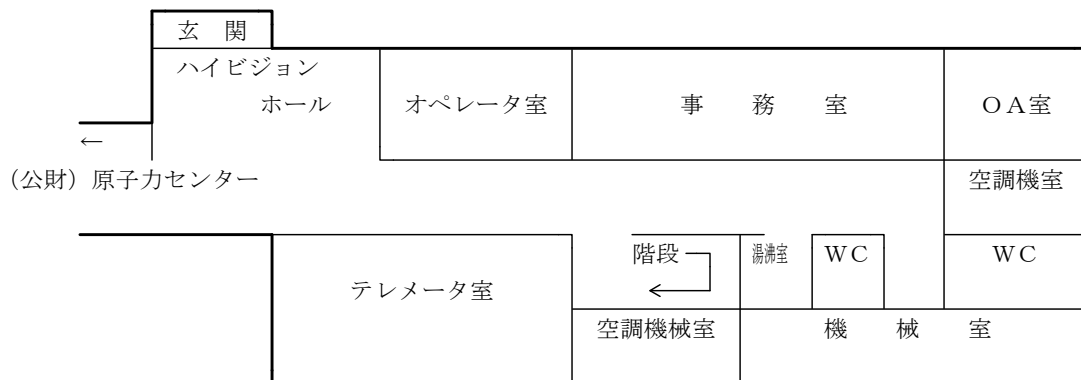 玄　関
ハイビジョン
ホール
オペレータ室
事　務　室
ＯＡ室
←
（公財）原子力センター
空調機室
階段
湯沸室
ＷＣ
ＷＣ
テレメータ室
空調機械室
機　械　室